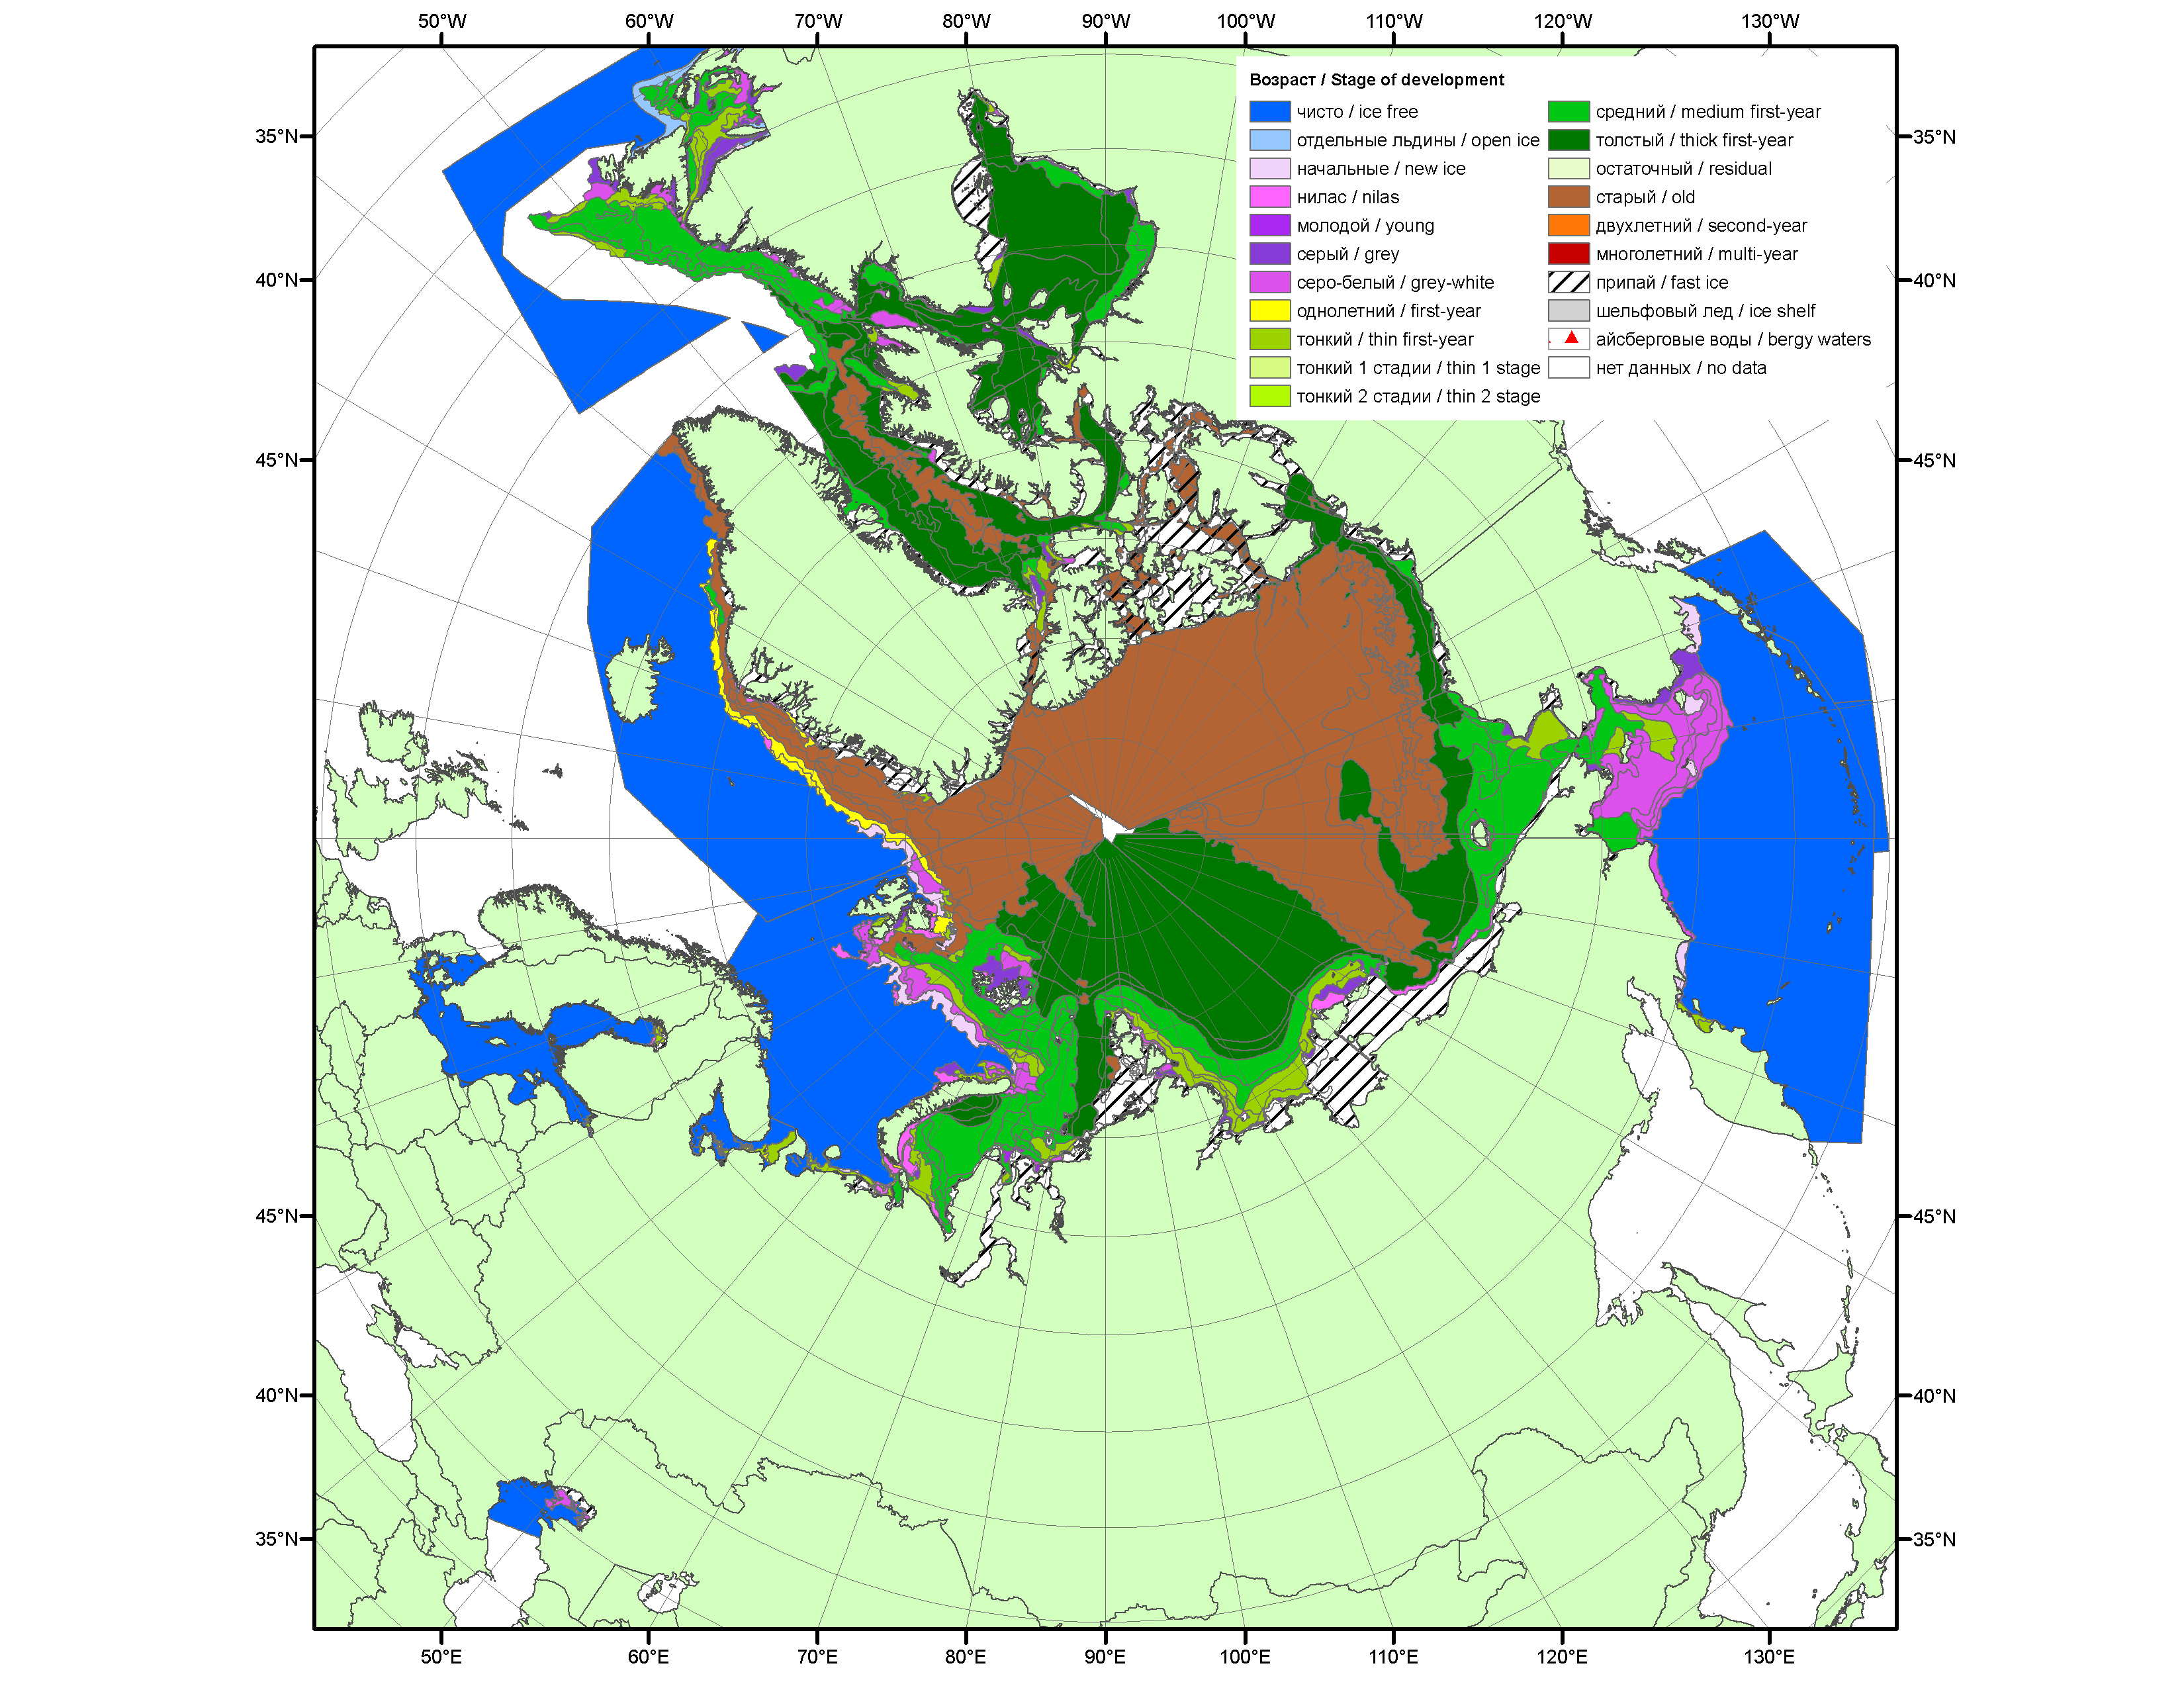 50°W 60°W 70°W 80°W 90°W 100°W 110°W 120°W 130°W
Возраст / Stage of development
чисто / ice free
отдельные льдины / open ice
начальные / new ice
нилас / nilas
молодой / young
серый / grey
серо-белый / grey-white
однолетний / first-year
тонкий / thin first-year
тонкий 1 стадии / thin 1 stage
тонкий 2 стадии / thin 2 stage
средний / medium first-year
толстый / thick first-year
остаточный / residual
старый / old
двухлетний / second-year
многолетний / multi-year
припай / fast ice
шельфовый лед / ice shelf
айсберговые воды / bergy waters
нет данных / no data
35°N 35°N
40°N 40°N
45°N 45°N
45°N 45°N
40°N 40°N
35°N 35°N
50°E 60°E 70°E 80°E 90°E 100°E 110°E 120°E 130°E